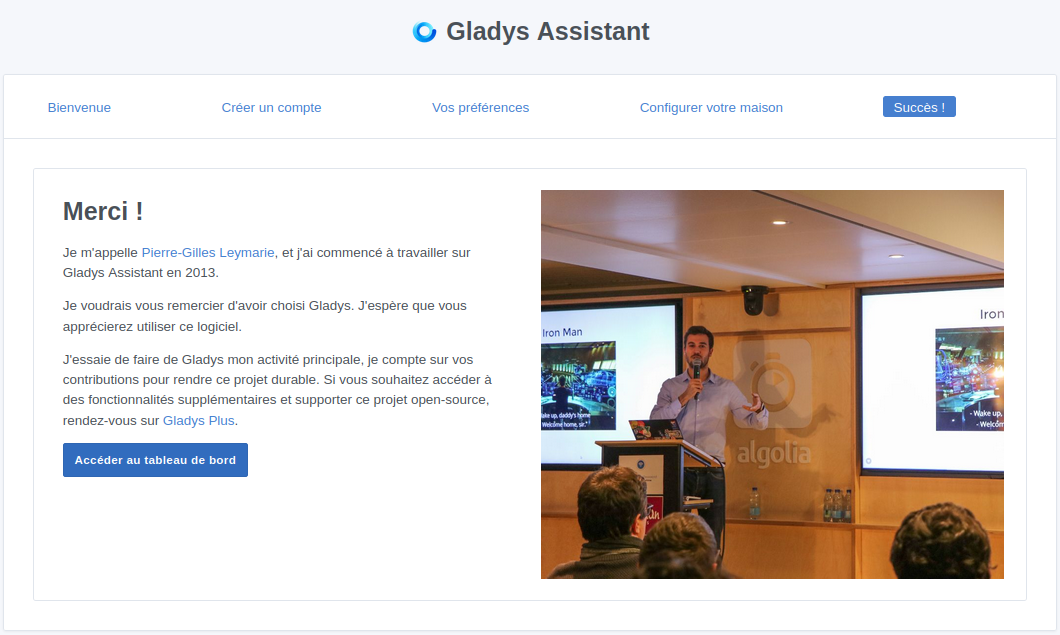 Gladys Assistant
Bienvenue
Créer un compte
Vos préférences
Configurer votre maison
Succès !
Merci !
Je m'appelle Pierre-Gilles Leymarie, et j'ai commencé à travailler sur
Gladys Assistant en 2013.
Je voudrais vous remercier d'avoir choisi Gladys. J'espère que vous
apprécierez utiliser ce logiciel.
J'essaie de faire de Gladys mon activité principale, je compte sur vos
contributions pour rendre ce projet durable. Si vous souhaitez accéder à
des fonctionnalités supplémentaires et supporter ce projet open-source,
rendez-vous sur Gladys Plus.
Accéder au tableau de bord
Iron Man
daddy's home
Welcome home, sir."
Iron
- Wake up,
algolia